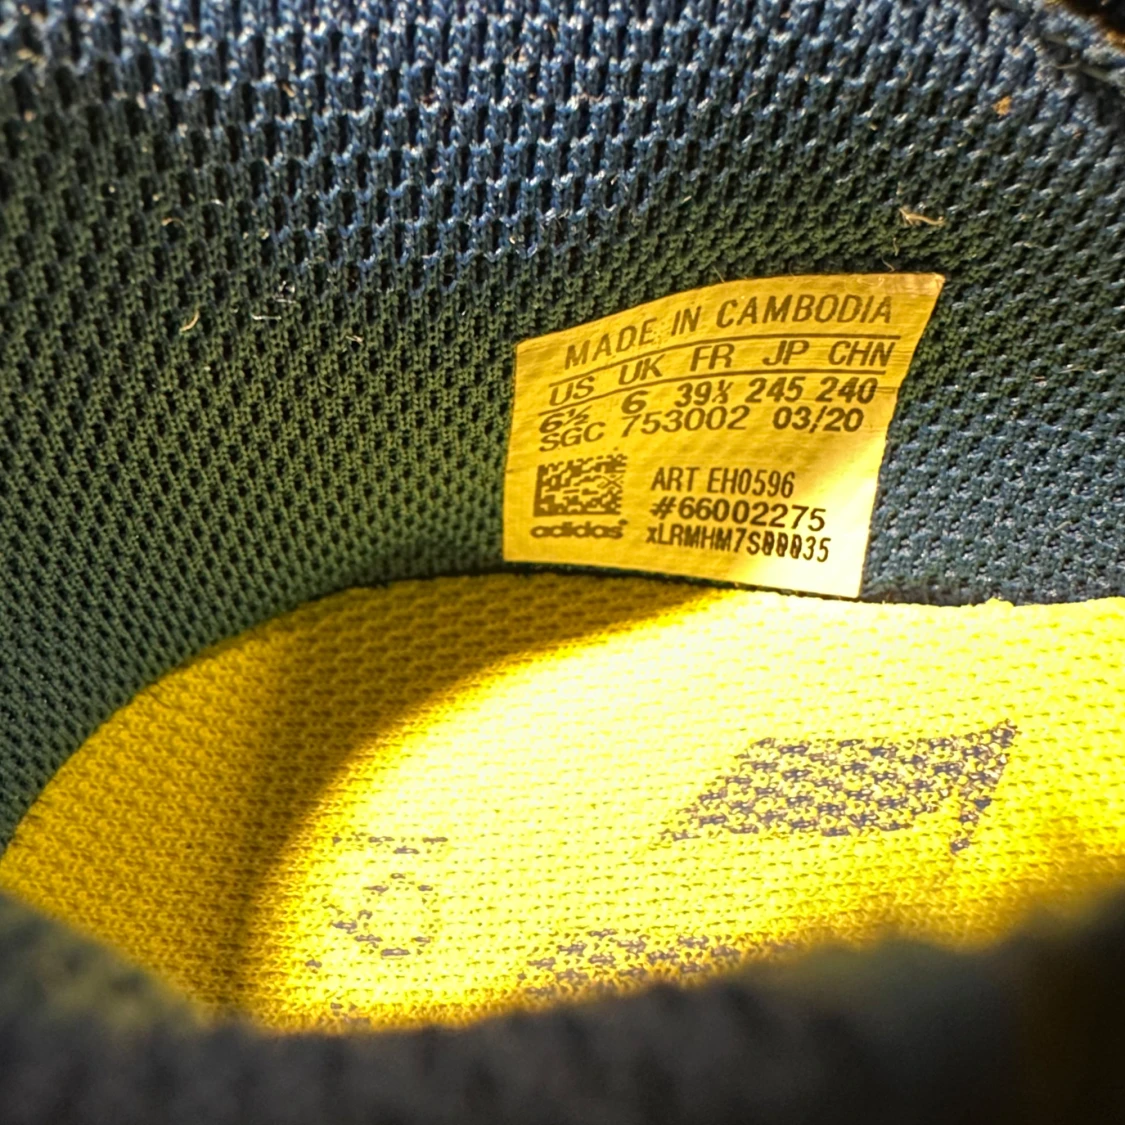 MADE IN CAMBODIA
US UK FR JP CHN
6½ 6 39⅓ 245 240
SGC 753002 03/20
ART EH0596
#66002275
adidas
xLRMHM7S00035